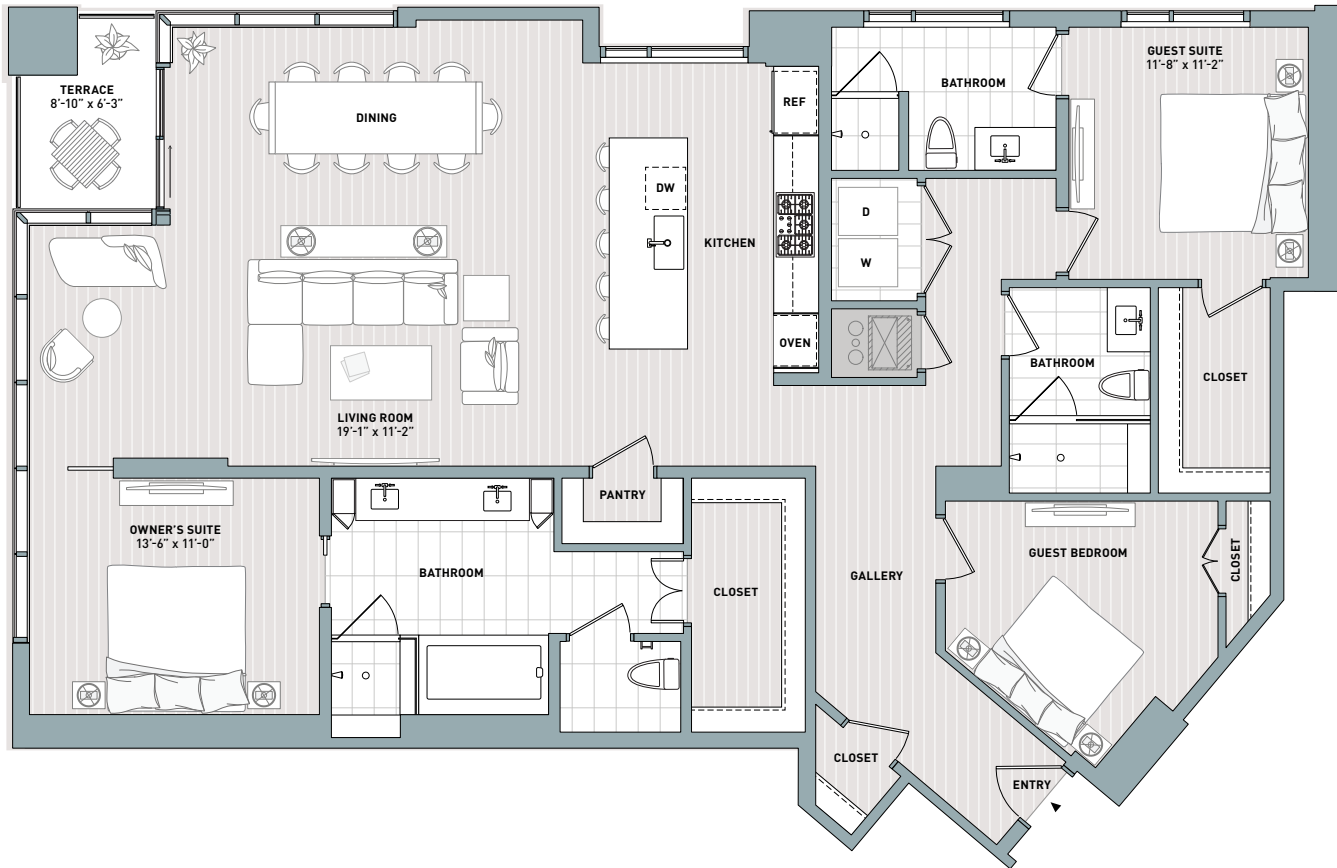 TERRACE
8'-10" x 6'-3"
DINING
REF
BATHROOM
GUEST SUITE
11'-8" x 11'-2"
DW
KITCHEN
D
W
OVEN
BATHROOM
CLOSET
LIVING ROOM
19'-1" x 11'-2"
PANTRY
OWNER'S SUITE
13'-6" x 11'-0"
BATHROOM
CLOSET
GALLERY
GUEST BEDROOM
CLOSET
CLOSET
ENTRY